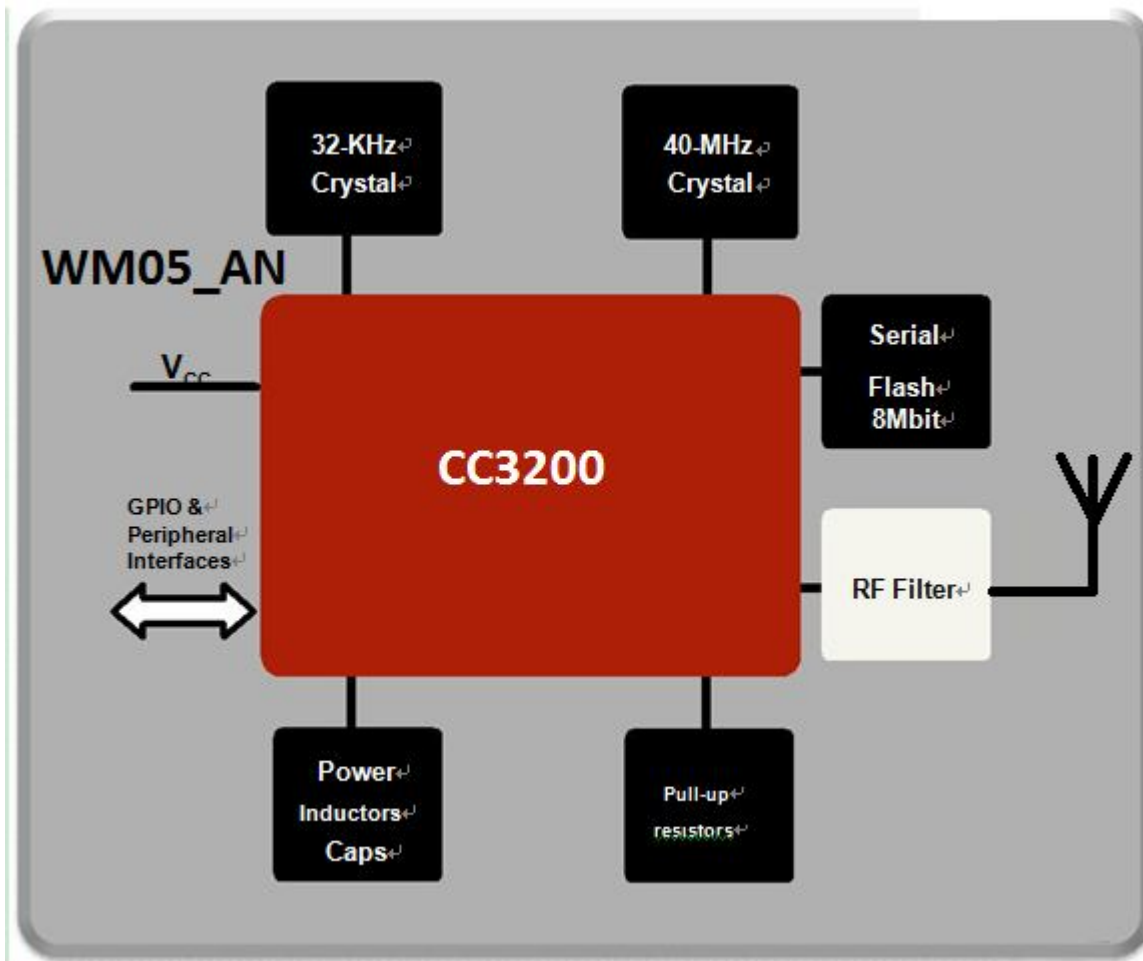 32-KHz
Crystal
40-MHz
Crystal
WM05_AN
Vcc
Serial
Flash
8Mbit
CC3200
GPIO &
Peripheral
Interfaces
RF Filter
Power
Inductors
Caps
Pull-up
resistors